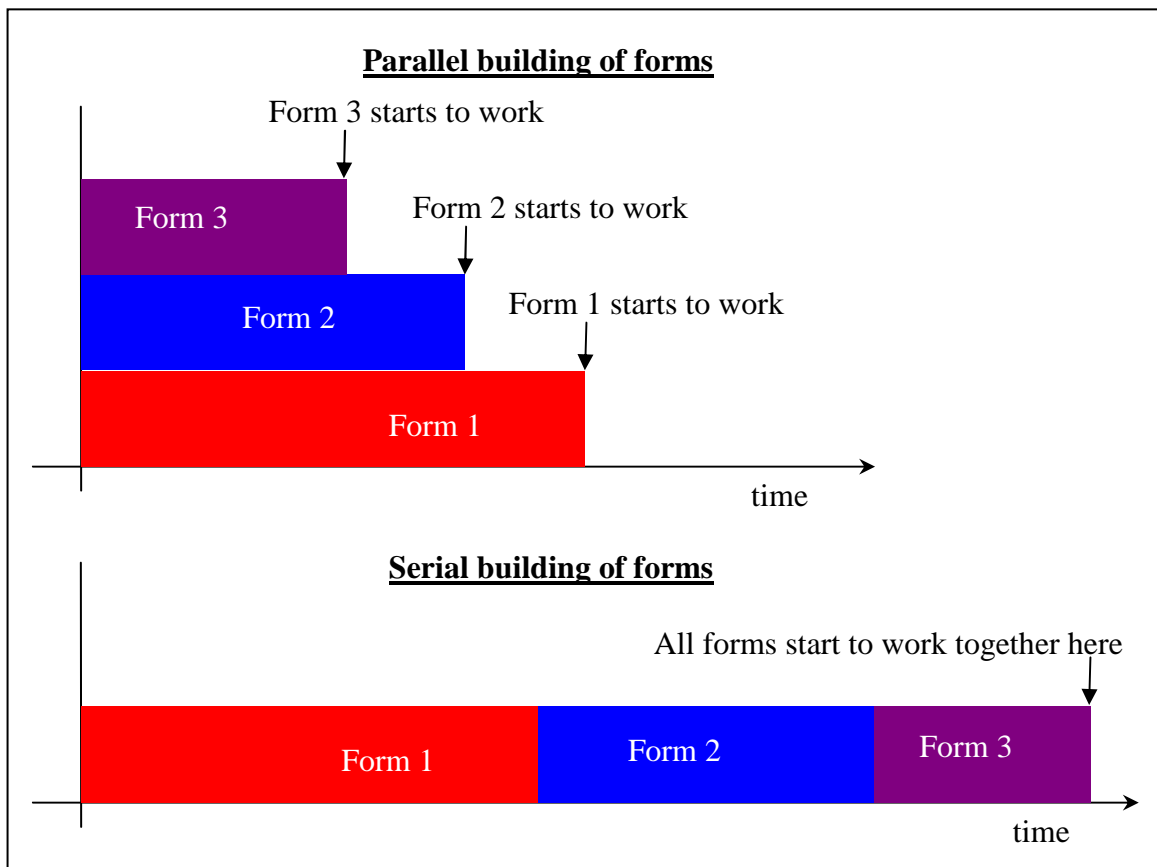 Parallel building of forms
Form 3 starts to work
Form 3
Form 2 starts to work
Form 2
Form 1 starts to work
Form 1
time
Serial building of forms
All forms start to work together here
Form 1
Form 2
Form 3
time